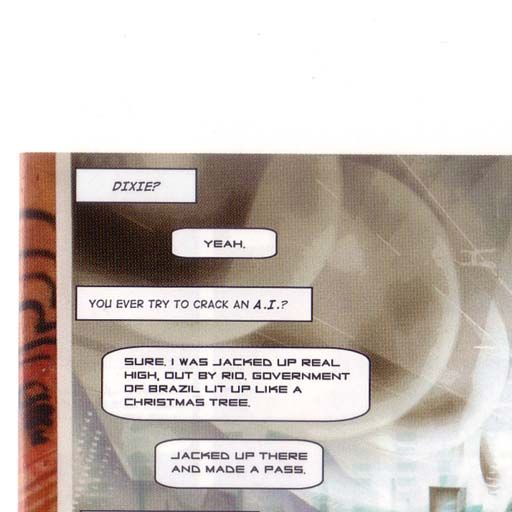 DIXIE?
YEAH.
YOU EVER TRY TO CRACK AN A.I.?
SURE. I WAS JACKED UP REAL
HIGH, OUT BY RIO. GOVERNMENT
OF BRAZIL LIT UP LIKE A
CHRISTMAS TREE.
JACKED UP THERE
AND MADE A PASS.